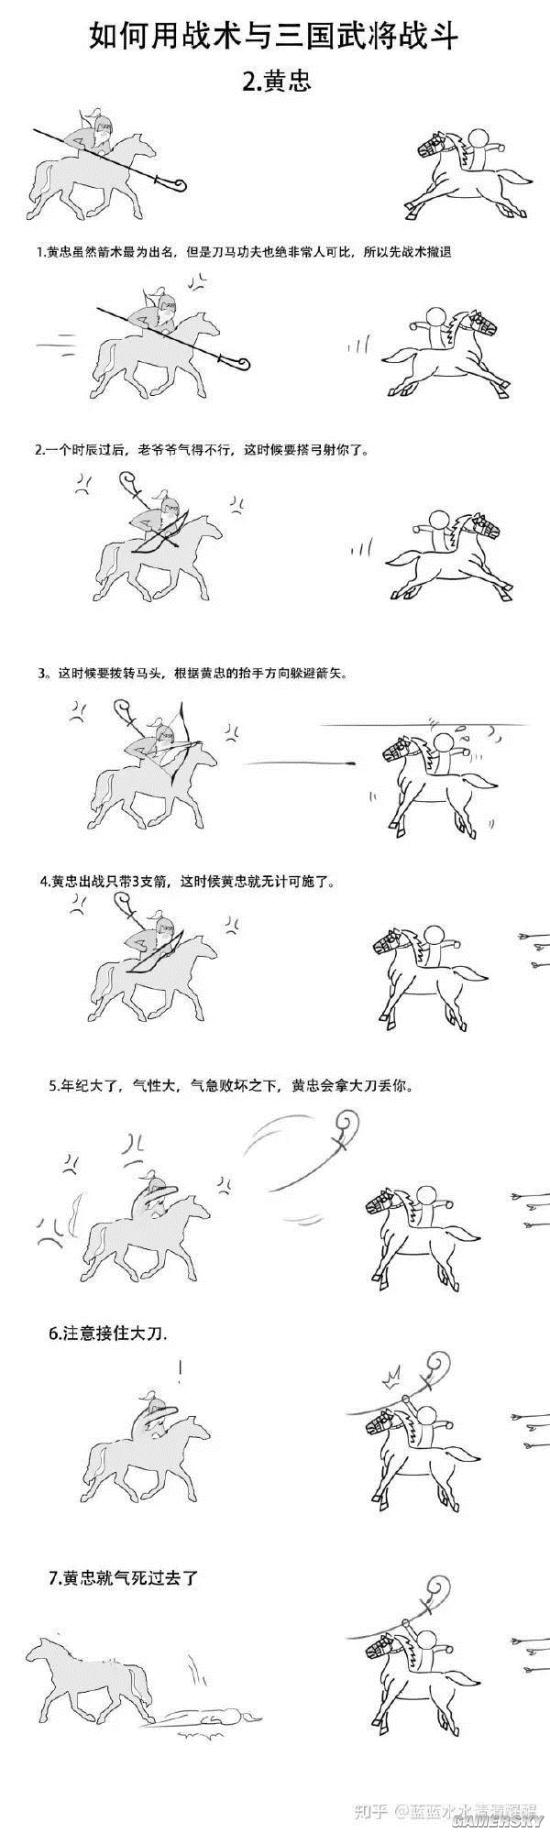 如何用战术与三国武将战斗
2.黄忠
1.黄忠虽然箭术最为出名，但是刀马功夫也绝非常人可比，所以先战术撤退
2.一个时辰过后，老爷爷气得不行，这时候要搭弓射你了。
3。这时候要拨转马头，根据黄忠的抬手方向躲避箭矢。
4.黄忠出战只带3支箭，这时候黄忠就无计可施了。
5.年纪大了，气性大，气急败坏之下，黄忠会拿大刀丢你。
6.注意接住大刀.
7.黄忠就气死过去了
知乎 @蓝蓝水水
GAMERSKY